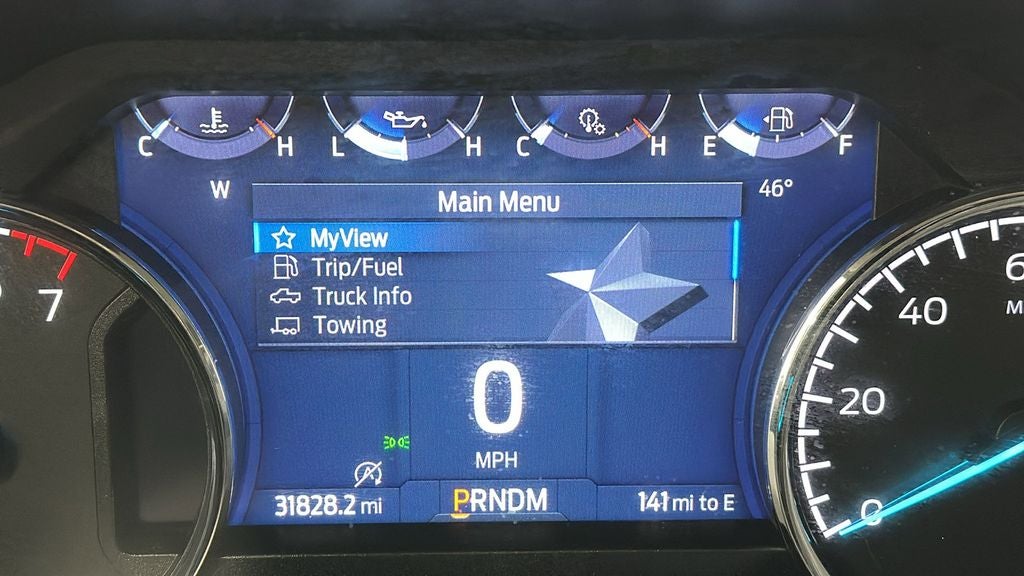 C H L H C H E F
W 46°
Main Menu
MyView
Trip/Fuel
Truck Info
Towing
7
40
20
0
0
MPH
31828.2 mi
PRNDM
141 mi to E